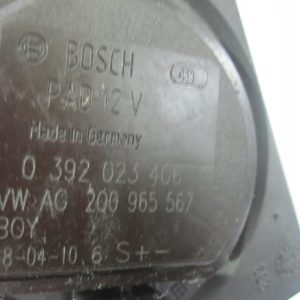 BOSCH
PAD 12 V
Made in Germany
0 392 023 406
VW AG 2Q0 965 567
BOY
8-04-10 6 S+-